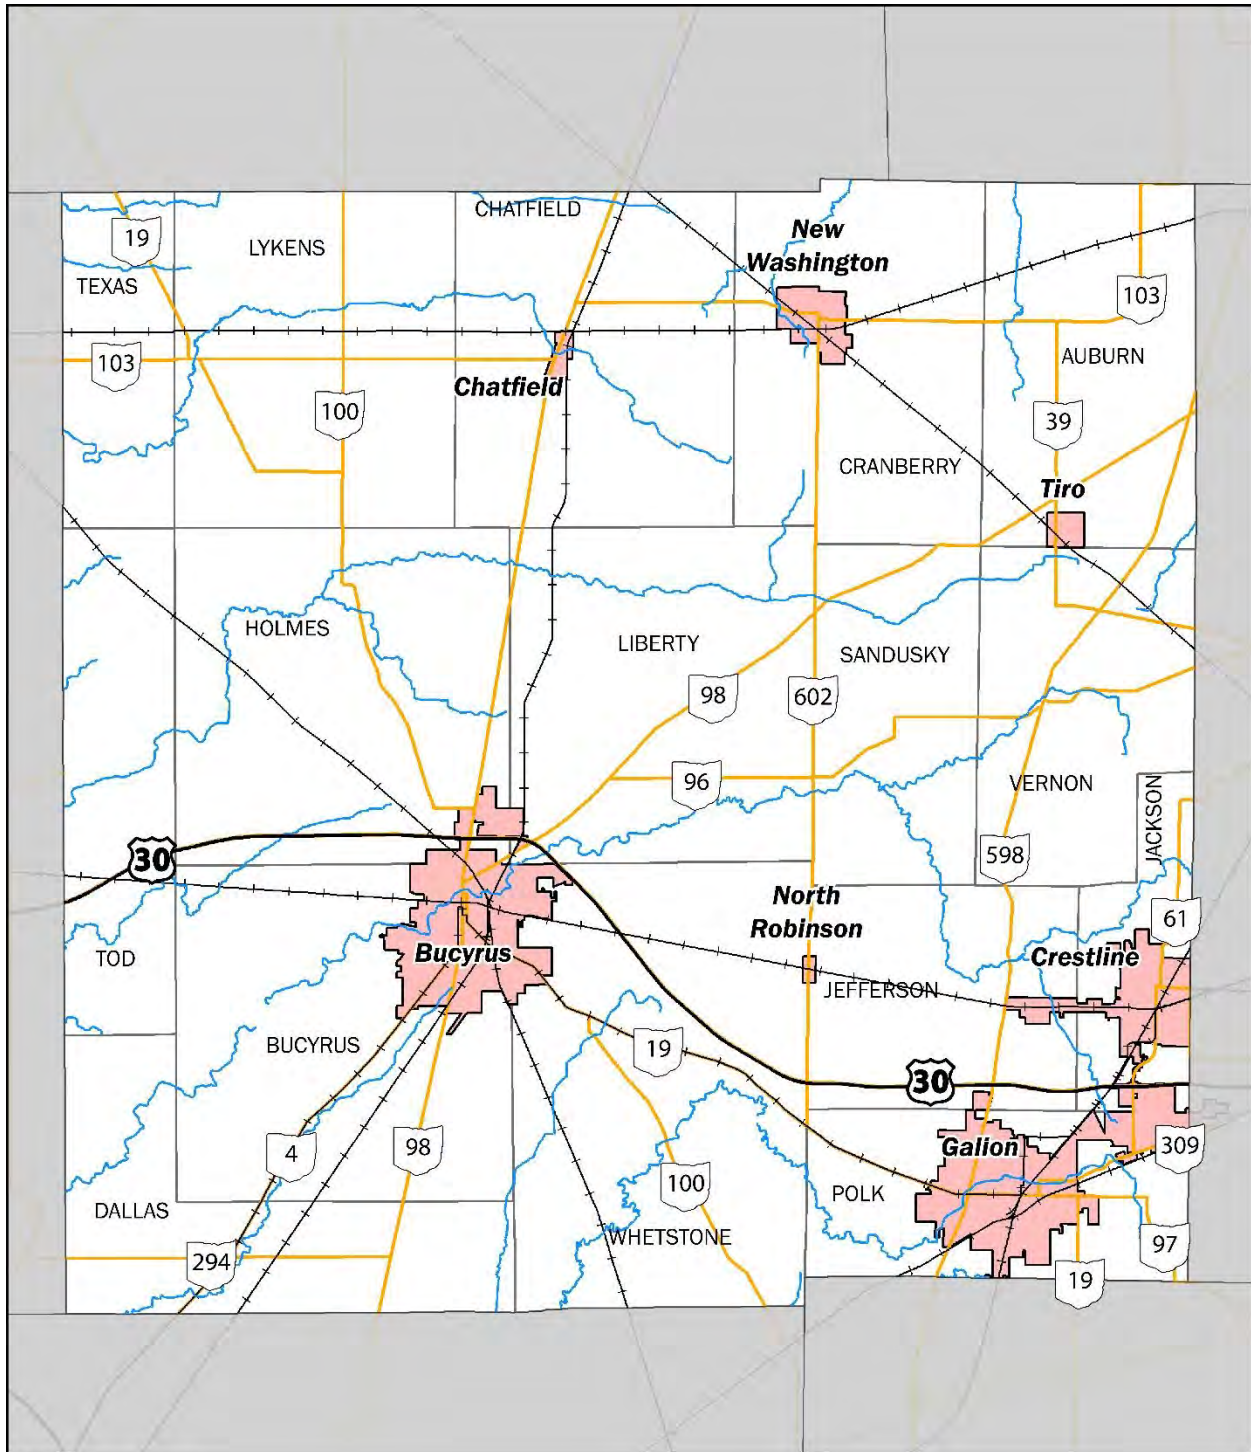 CHATFIELD
New
Washington
19
LYKENS
TEXAS
103
103
AUBURN
Chatfield
100
39
CRANBERRY
Tiro
HOLMES
LIBERTY
SANDUSKY
98
602
96
VERNON
JACKSON
30
598
North
Robinson
61
Bucyrus
TOD
Crestline
JEFFERSON
BUCYRUS
19
30
4
98
Galion
309
100
POLK
DALLAS
WHETSTONE
97
294
19